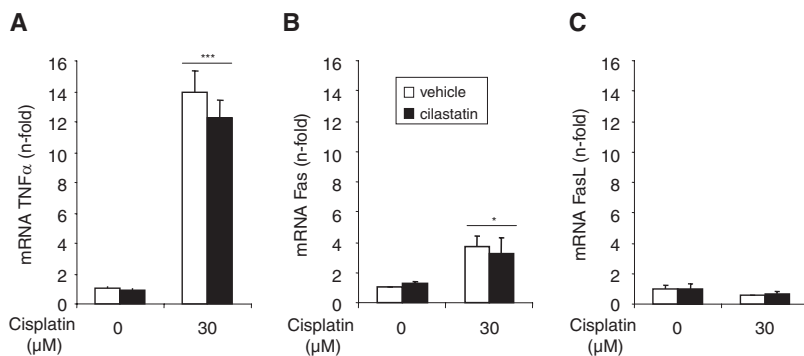 A
B
C
mRNA TNFα (n-fold)
16
14
12
10
8
6
4
2
0
***
Cisplatin
(μM)
0
30
mRNA Fas (n-fold)
16
14
12
10
8
6
4
2
0
vehicle
cilastatin
*
Cisplatin
(μM)
0
30
mRNA FasL (n-fold)
16
14
12
10
8
6
4
2
0
Cisplatin
(μM)
0
30